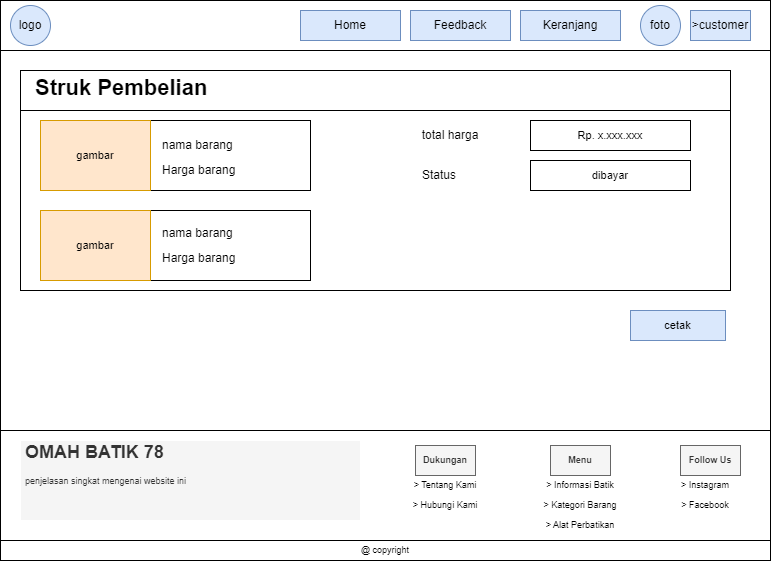 logo
Home
Feedback
Keranjang
foto
>customer
Struk Pembelian
gambar
nama barang
Harga barang
total harga
Rp. x.xxx.xxx
Status
dibayar
gambar
nama barang
Harga barang
cetak
OMAH BATIK 78
penjelasan singkat mengenai website ini
Dukungan
> Tentang Kami
> Hubungi Kami
Menu
> Informasi Batik
> Kategori Barang
> Alat Perbatikan
Follow Us
> Instagram
> Facebook
@ copyright